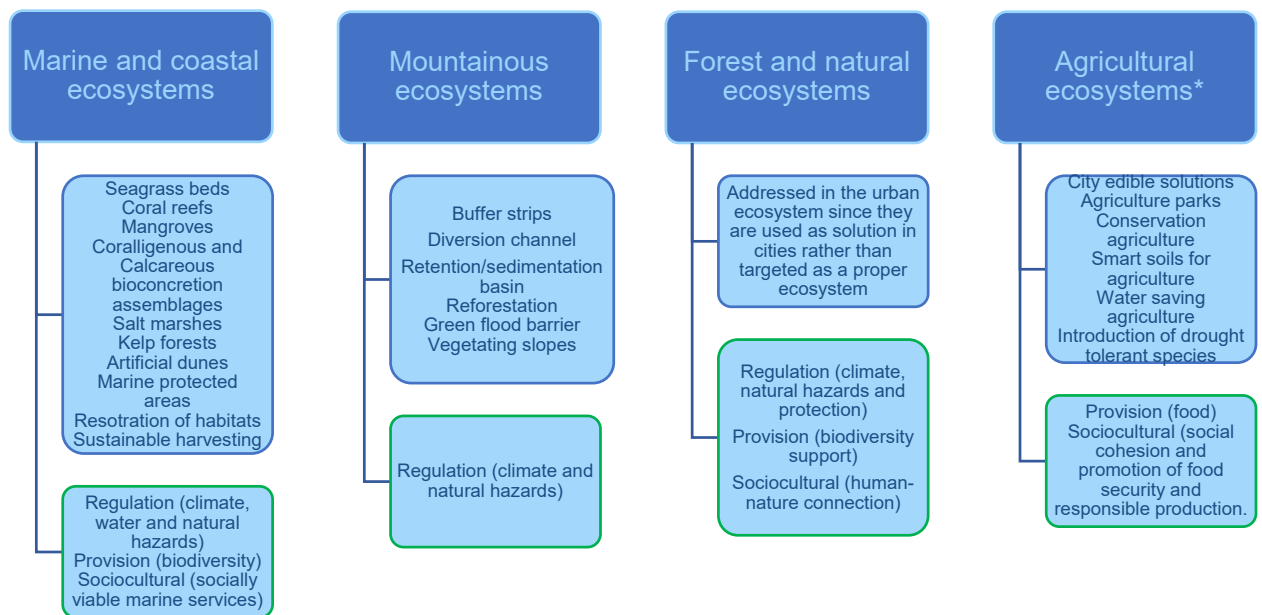 Marine and coastal
ecosystems
Seagrass beds
Coral reefs
Mangroves
Coralligenous and
Calcareous
bioconcretion
assemblages
Salt marshes
Kelp forests
Artificial dunes
Marine protected
areas
Resotration of habitats
Sustainable harvesting
Regulation (climate,
water and natural
hazards)
Provision (biodiversity)
Sociocultural (socially
viable marine services)
Mountainous
ecosystems
Buffer strips
Diversion channel
Retention/sedimentation
basin
Reforestation
Green flood barrier
Vegetating slopes
Regulation (climate and
natural hazards)
Forest and natural
ecosystems
Addressed in the urban
ecosystem since they
are used as solution in
cities rather than
targeted as a proper
ecosystem
Regulation (climate,
natural hazards and
protection)
Provision (biodiversity
support)
Sociocultural (human-
nature connection)
Agricultural
ecosystems*
City edible solutions
Agriculture parks
Conservation
agriculture
Smart soils for
agriculture
Water saving
agriculture
Introduction of drought
tolerant species
Provision (food)
Sociocultural (social
cohesion and
promotion of food
security and
responsible production.